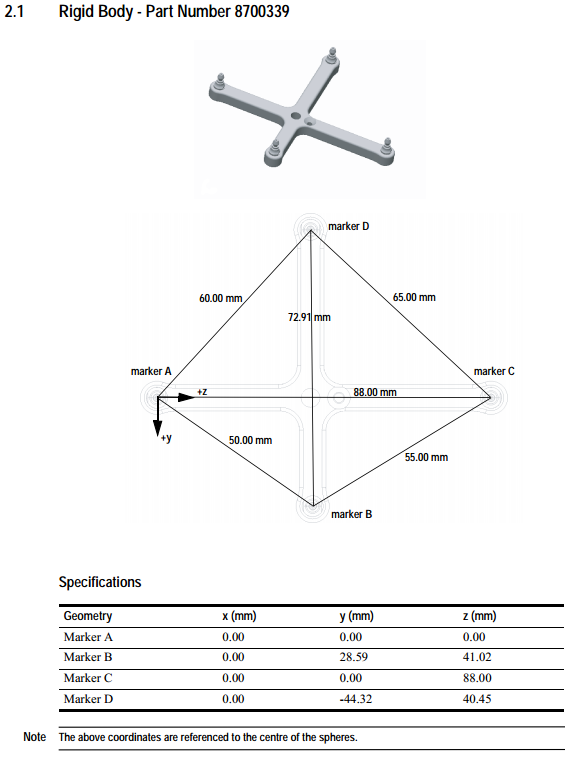 2.1 Rigid Body - Part Number 8700339
marker D
60.00 mm
65.00 mm
72.91 mm
marker A
marker C
+z
88.00 mm
+y
50.00 mm
55.00 mm
marker B
Specifications
Geometry x (mm) y (mm) z (mm)
Marker A 0.00 0.00 0.00
Marker B 0.00 28.59 41.02
Marker C 0.00 0.00 88.00
Marker D 0.00 -44.32 40.45
Note The above coordinates are referenced to the centre of the spheres.